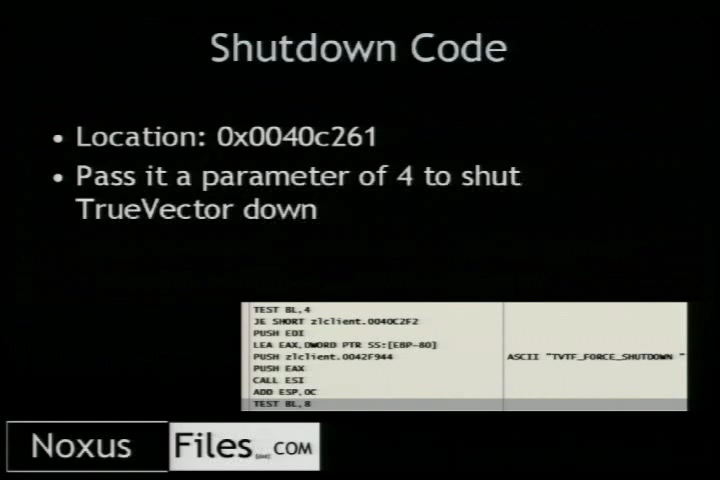 Shutdown Code
• Location: 0x0040c261
• Pass it a parameter of 4 to shut
TrueVector down
TEST BL,4
JE SHORT zlclient.0040C2F2
PUSH EDI
LEA EAX,DWORD PTR SS:[EBP-80]
PUSH zlclient.0042F944 ASCII "TVTF_FORCE_SHUTDOWN "
PUSH EAX
CALL ESI
ADD ESP,0C
TEST BL,8
Noxus Files(dot)COM